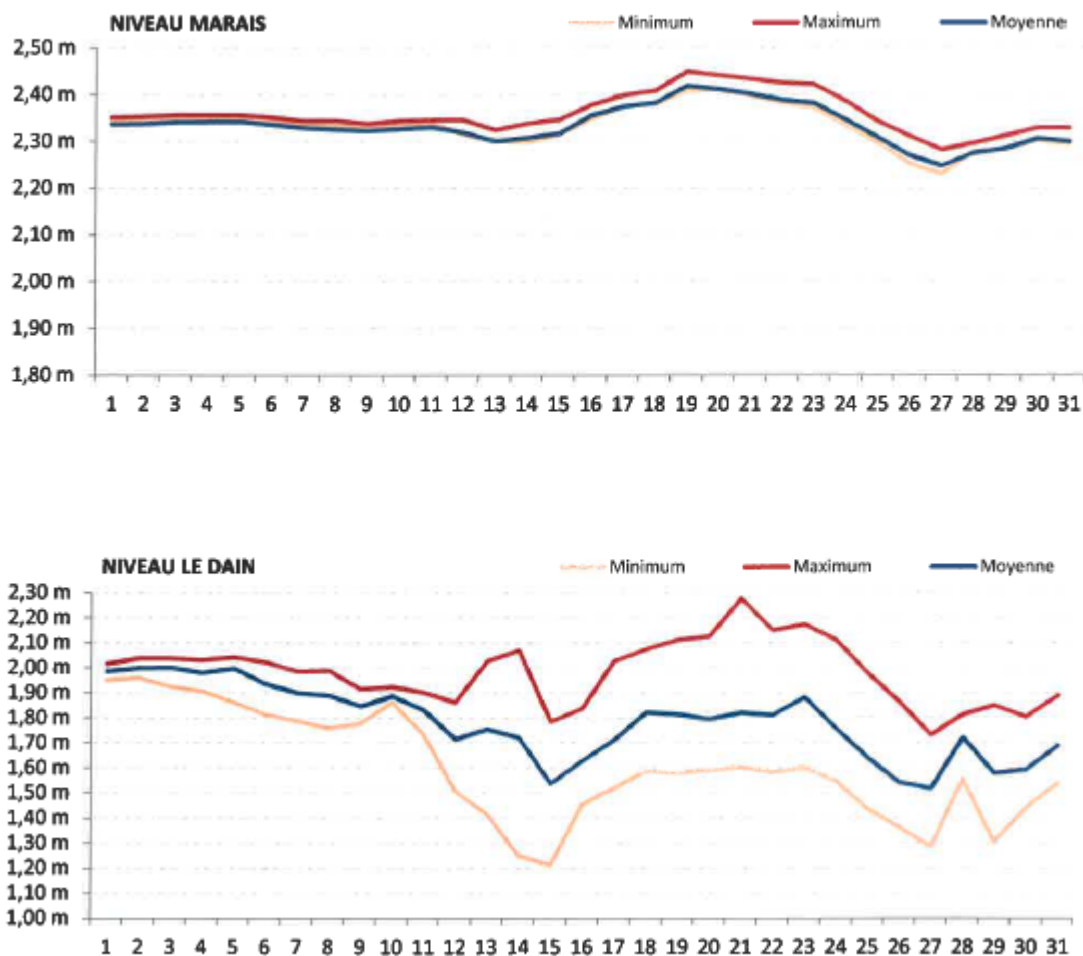 NIVEAU MARAIS
Minimum Maximum Moyenne
2,50 m
2,40 m
2,30 m
2,20 m
2,10 m
2,00 m
1,90 m
1,80 m
1 2 3 4 5 6 7 8 9 10 11 12 13 14 15 16 17 18 19 20 21 22 23 24 25 26 27 28 29 30 31
NIVEAU LE DAIN
Minimum Maximum Moyenne
2,30 m
2,20 m
2,10 m
2,00 m
1,90 m
1,80 m
1,70 m
1,60 m
1,50 m
1,40 m
1,30 m
1,20 m
1,00 m
1 2 3 4 5 6 7 8 9 10 11 12 13 14 15 16 17 18 19 20 21 22 23 24 25 26 27 28 29 30 31